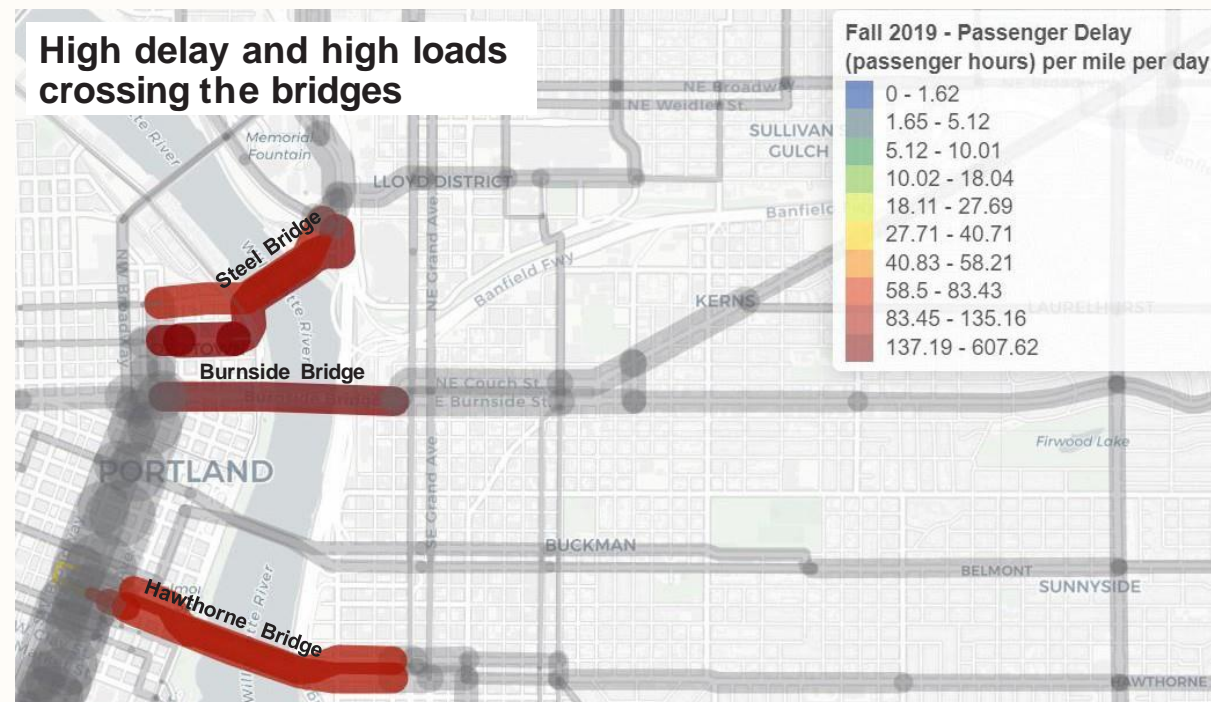 High delay and high loads
crossing the bridges
Fall 2019 - Passenger Delay
(passenger hours) per mile per day
0 - 1.62
1.65 - 5.12
5.12 - 10.01
10.02 - 18.04
18.11 - 27.69
27.71 - 40.71
40.83 - 58.21
58.5 - 83.43
83.45 - 135.16
137.19 - 607.62
NE Broadway
NE Weidler St.
Memorial
Fountain
SULLIVAN
GULCH
LLOYD DISTRICT
Banfield
Steel Bridge
NE Grand Ave
Banfield Fwy
NW Broadway
KERNS
LAURELHURST
Burnside Bridge
Burnside Bridge
NE Couch St.
E Burnside St.
Firwood Lake
PORTLAND
SE Grand Ave
BUCKMAN
BELMONT
SUNNYSIDE
Hawthorne Bridge
River
HAWTHORNE